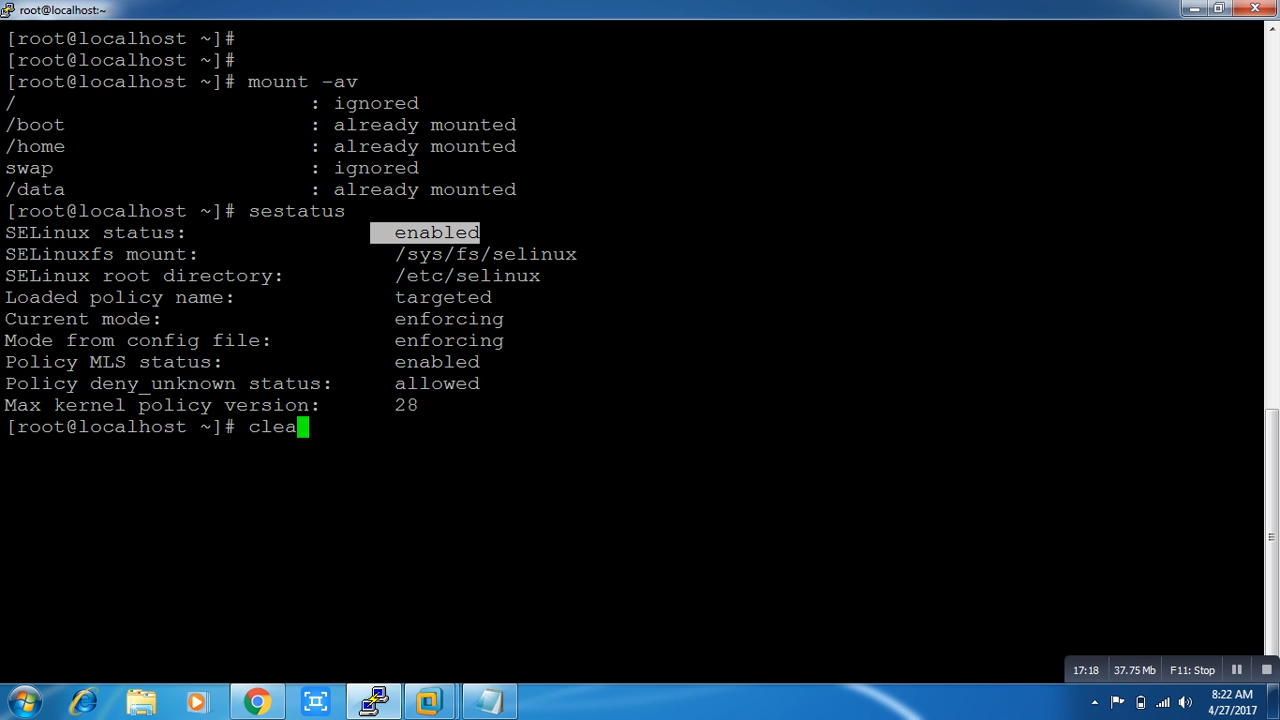 root@localhost:~
[root@localhost ~]#
[root@localhost ~]#
[root@localhost ~]# mount -av
/                         : ignored
/boot                     : already mounted
/home                     : already mounted
swap                      : ignored
/data                     : already mounted
[root@localhost ~]# sestatus
SELinux status:                 enabled
SELinuxfs mount:                /sys/fs/selinux
SELinux root directory:         /etc/selinux
Loaded policy name:             targeted
Current mode:                   enforcing
Mode from config file:          enforcing
Policy MLS status:              enabled
Policy deny_unknown status:     allowed
Max kernel policy version:      28
[root@localhost ~]# clea
17:18 37.75 Mb F11: Stop
8:22 AM
4/27/2017